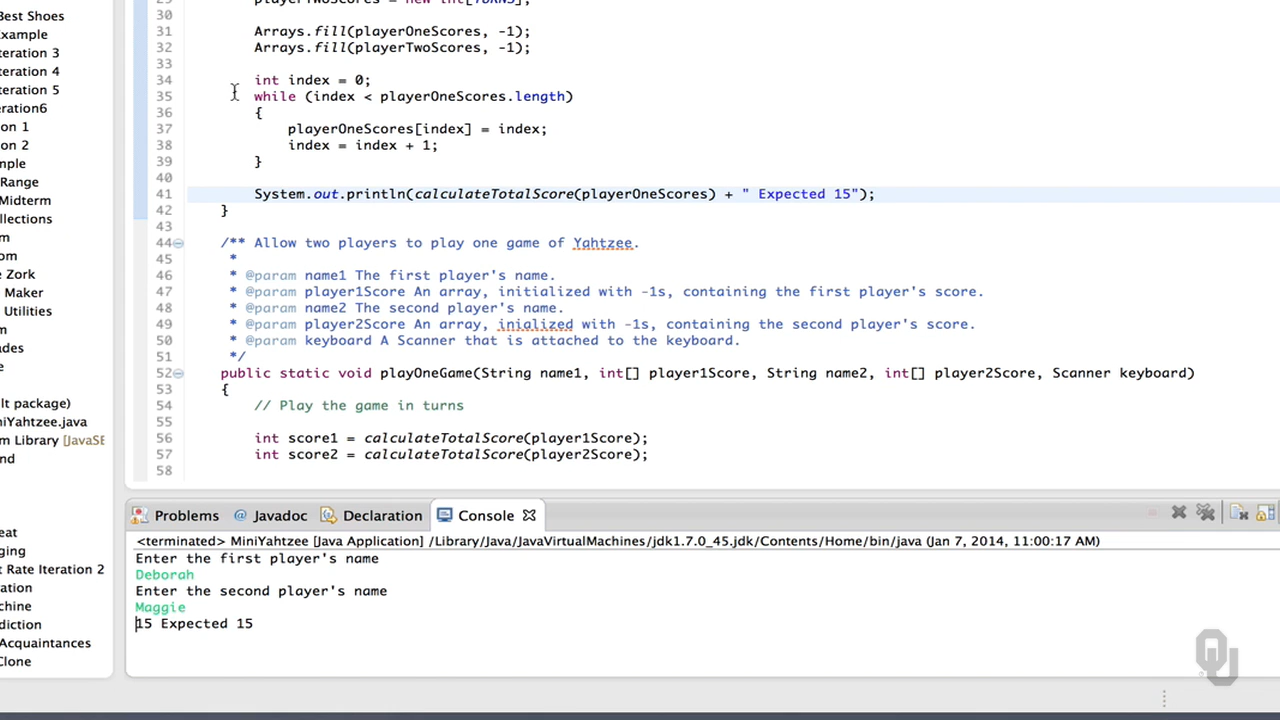 29 playerTwoScores = new int[TURNS];
Best Shoes
30
Example
31 Arrays.fill(playerOneScores, -1);
teration 3
32 Arrays.fill(playerTwoScores, -1);
teration 4
33
34 int index = 0;
teration 5
35 while (index < playerOneScores.length)
eration6
36 {
on 1
37 playerOneScores[index] = index;
on 2
38 index = index + 1;
mple
39 }
Range
40
Midterm
41 System.out.println(calculateTotalScore(playerOneScores) + " Expected 15");
ollections
42 }
43
m
44 /** Allow two players to play one game of Yahtzee.
om
45 *
Zork
46 * @param name1 The first player's name.
Maker
47 * @param player1Score An array, initialized with -1s, containing the first player's score.
Utilities
48 * @param name2 The second player's name.
m
49 * @param player2Score An array, inialized with -1s, containing the second player's score.
ades
50 * @param keyboard A Scanner that is attached to the keyboard.
51 */
e
52 public static void playOneGame(String name1, int[] player1Score, String name2, int[] player2Score, Scanner keyboard)
53 {
lt package)
54 // Play the game in turns
55
niYahtzee.java
56 int score1 = calculateTotalScore(player1Score);
m Library [JavaSE
57 int score2 = calculateTotalScore(player2Score);
nd
58
Problems @ Javadoc Declaration Console
eat
<terminated> MiniYahtzee [Java Application] /Library/Java/JavaVirtualMachines/jdk1.7.0_45.jdk/Contents/Home/bin/java (Jan 7, 2014, 11:00:17 AM)
ging
Enter the first player's name
t Rate Iteration 2
Deborah
ration
Enter the second player's name
chine
Maggie
diction
15 Expected 15
Acquaintances
Clone